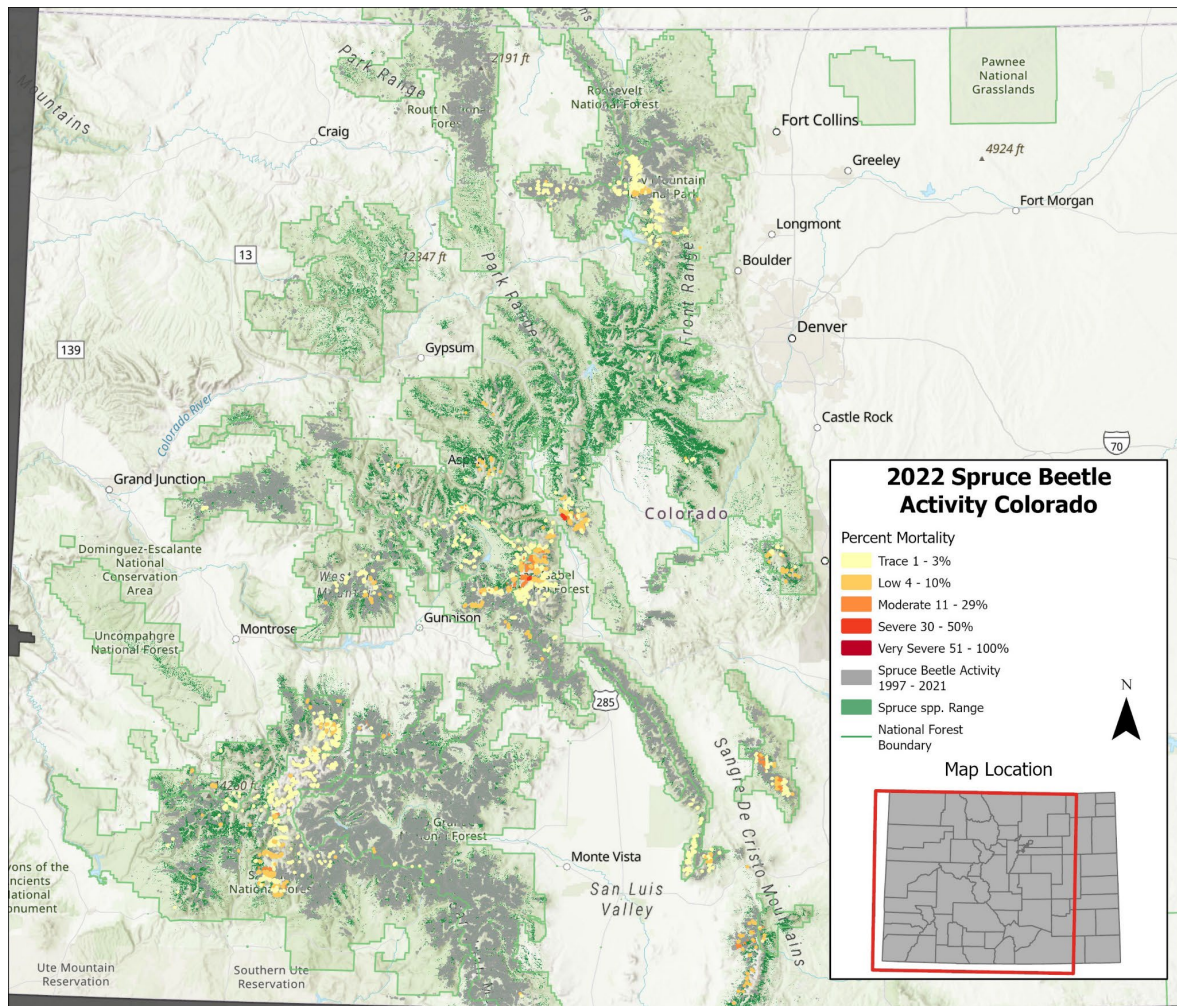 Park Range
2191 ft
Roosevelt
National Forest
Pawnee
National
Grasslands
Mountains
Craig
Fort Collins
4924 ft
Greeley
Fort Morgan
Longmont
13
12347 ft
Boulder
Park Range
Front Range
Denver
139
Gypsum
Colorado River
Castle Rock
70
Grand Junction
Colorado
Dominguez-Escalante
National
Conservation
Area
Gunnison
Montrose
Uncompahgre
National Forest
285
Sangre De Cristo Mountains
National Forest
Monte Vista
San Luis
Valley
National Forest
Ute Mountain
Reservation
Southern Ute
Reservation
2022 Spruce Beetle
Activity Colorado
Percent Mortality
Trace 1 - 3%
Low 4 - 10%
Moderate 11 - 29%
Severe 30 - 50%
Very Severe 51 - 100%
Spruce Beetle Activity
1997 - 2021
Spruce spp. Range
National Forest
Boundary
N
Map Location